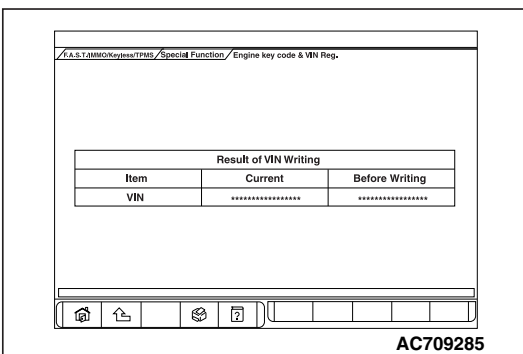 F.A.S.T./IMMO/Keyless/TPMS / Special Function / Engine key code & VIN Reg.
Result of VIN Writing
Item Current Before Writing
VIN ***************** *****************
?
AC709285